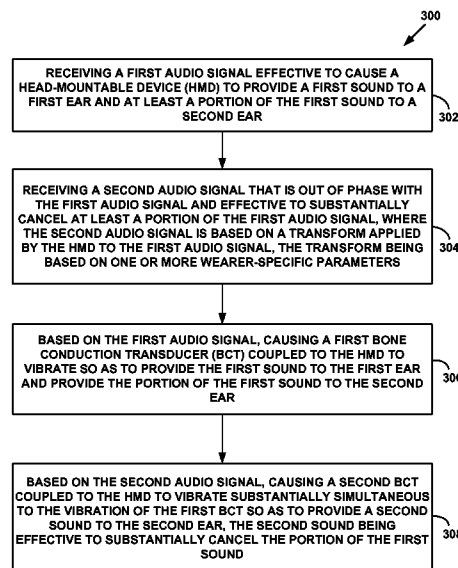 300
RECEIVING A FIRST AUDIO SIGNAL EFFECTIVE TO CAUSE A
HEAD-MOUNTABLE DEVICE (HMD) TO PROVIDE A FIRST SOUND TO A
FIRST EAR AND AT LEAST A PORTION OF THE FIRST SOUND TO A
SECOND EAR
302
RECEIVING A SECOND AUDIO SIGNAL THAT IS OUT OF PHASE WITH
THE FIRST AUDIO SIGNAL AND EFFECTIVE TO SUBSTANTIALLY
CANCEL AT LEAST A PORTION OF THE FIRST AUDIO SIGNAL, WHERE
THE SECOND AUDIO SIGNAL IS BASED ON A TRANSFORM APPLIED
BY THE HMD TO THE FIRST AUDIO SIGNAL, THE TRANSFORM BEING
BASED ON ONE OR MORE WEARER-SPECIFIC PARAMETERS
304
BASED ON THE FIRST AUDIO SIGNAL, CAUSING A FIRST BONE
CONDUCTION TRANSDUCER (BCT) COUPLED TO THE HMD TO
VIBRATE SO AS TO PROVIDE THE FIRST SOUND TO THE FIRST EAR
AND PROVIDE THE PORTION OF THE FIRST SOUND TO THE SECOND
EAR
306
BASED ON THE SECOND AUDIO SIGNAL, CAUSING A SECOND BCT
COUPLED TO THE HMD TO VIBRATE SUBSTANTIALLY SIMULTANEOUS
TO THE VIBRATION OF THE FIRST BCT SO AS TO PROVIDE A SECOND
SOUND TO THE SECOND EAR, THE SECOND SOUND BEING
EFFECTIVE TO SUBSTANTIALLY CANCEL THE PORTION OF THE FIRST
SOUND
308